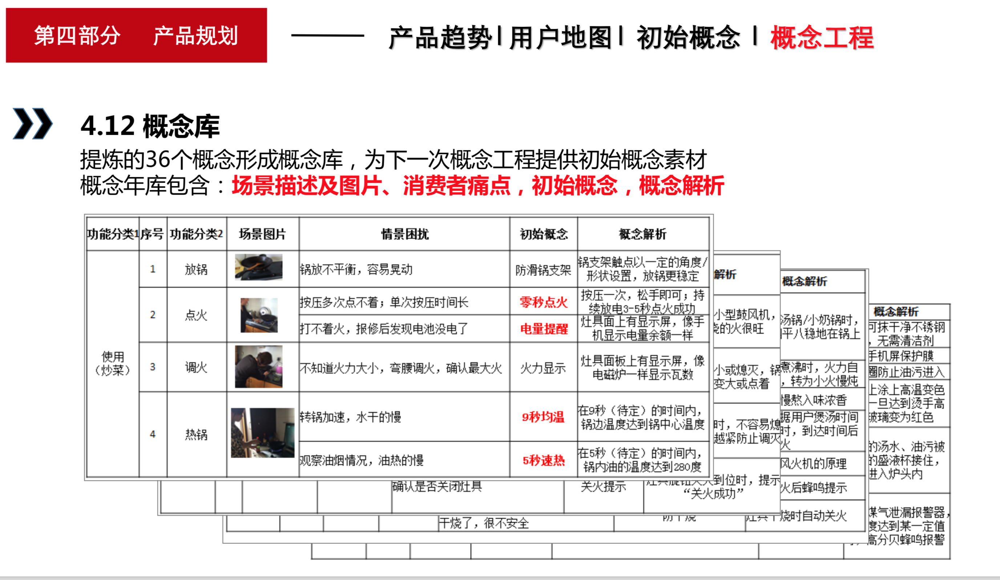 第四部分 产品规划
产品趋势| 用户地图| 初始概念 | 概念工程
4.12 概念库
提炼的36个概念形成概念库，为下一次概念工程提供初始概念素材
概念年库包含：场景描述及图片、消费者痛点，初始概念，概念解析
功能分类1 序号 功能分类2 场景图片 情景困扰 初始概念 概念解析
使用
（炒菜）
1 放锅 锅放不平衡，容易晃动 防滑锅支架 锅支架触点以一定的角度/
形状设置，放锅更稳定
2 点火 按压多次点不着；单次按压时间长 零秒点火 按压一次，松手即可；持
续放电3-5秒点火成功
打不着火，报修后发现电池没电了 电量提醒 灶具面上有显示屏，像手
机显示电量余额一样
3 调火 不知道火力大小，弯腰调火，确认最大火 火力显示 灶具面板上有显示屏，像
电磁炉一样显示瓦数
4 热锅 转锅加速，水干的慢 9秒均温 在9秒（待定）的时间内，
锅边温度达到锅中心温度
观察油烟情况，油热的慢 5秒速热 在5秒（待定）的时间内，
锅内油的温度达到280度
解析
小型鼓风机，
的火很旺
小或熄灭，锅
变大或点着
时，不容易熄
越紧防止调灭
确认是否关闭灶具 关火提示 到位时，提示
“关火成功”
概念解析
汤锅/小奶锅时，
平八稳地在锅上
煮沸时，火力自
，转为小火慢炖
慢熬入味浓香
据用户煲汤时间
时，到达时间后
火
风火机的原理
火后蜂鸣提示
干烧了，很不安全 防干烧 灶具干烧时自动关火
概念解析
可抹干净不锈钢
，无需清洁剂
手机屏保护膜
圈防止油污进入
上涂上高温变色
一旦达到烫手高
玻璃变为红色
的汤水、油污被
的盛液杯接住，
进入炉头内
煤气泄漏报警器，
度达到某一定值
高分贝蜂鸣报警